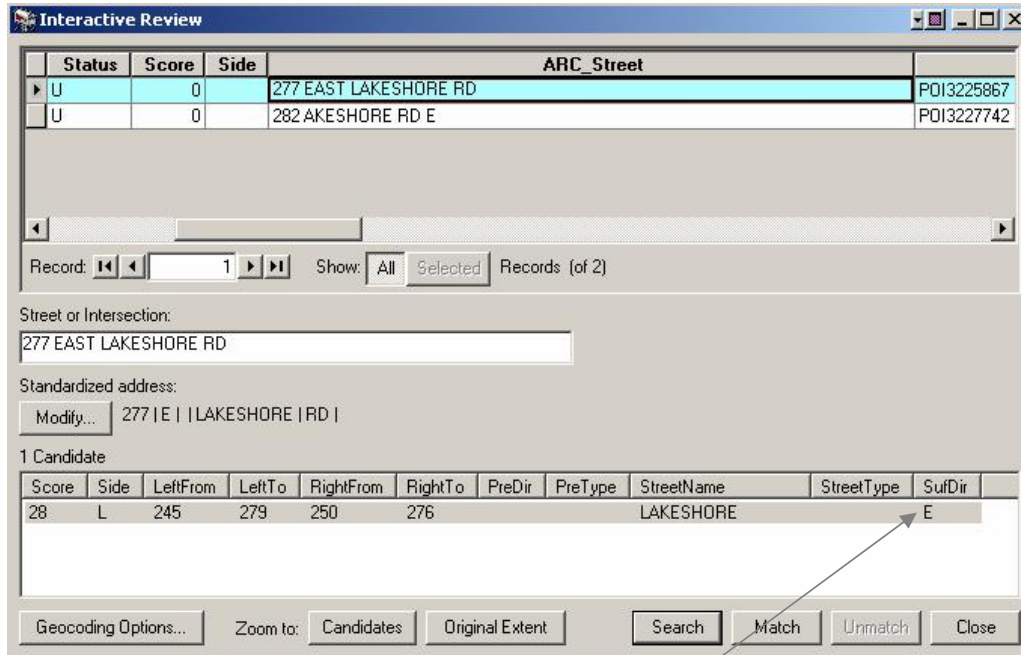 Interactive Review
Status Score Side ARC_Street
U 0 277 EAST LAKESHORE RD POI3225867
U 0 282 AKESHORE RD E POI3227742
Record: 1 Show: All Selected Records (of 2)
Street or Intersection:
277 EAST LAKESHORE RD
Standardized address:
Modify... 277 | E | | LAKESHORE | RD |
1 Candidate
Score Side LeftFrom LeftTo RightFrom RightTo PreDir PreType StreetName StreetType SufDir
28 L 245 279 250 276 LAKESHORE E
Geocoding Options... Zoom to: Candidates Original Extent Search Match Unmatch Close